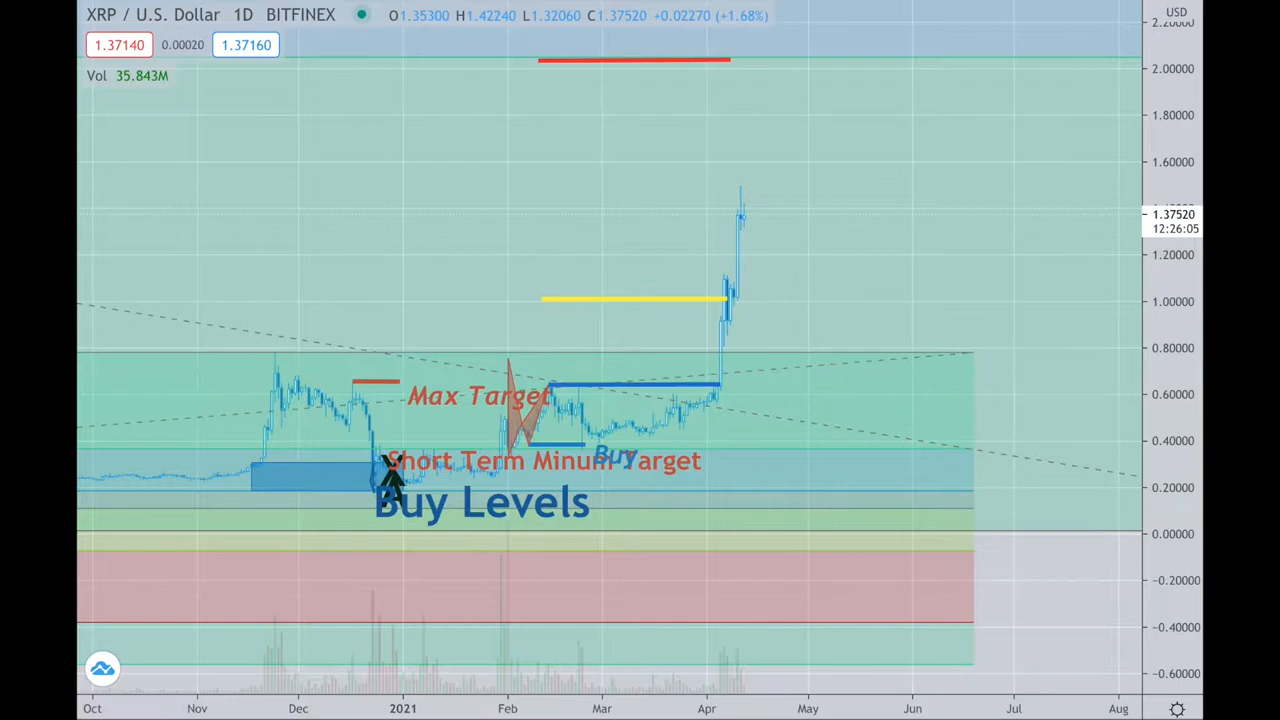 XRP / U.S. Dollar 1D BITFINEX O1.35300 H1.42240 L1.32060 C1.37520 +0.02270 (+1.68%)
USD
1.37140 0.00020 1.37160
Vol 35.843M
2.20000
2.00000
1.80000
1.60000
1.37520
12:26:05
1.20000
1.00000
0.80000
0.60000
0.40000
0.20000
0.00000
−0.20000
−0.40000
−0.60000
Max Target
Buy
Short Term Minum Target
Buy Levels
Oct Nov Dec 2021 Feb Mar Apr May Jun Jul Aug